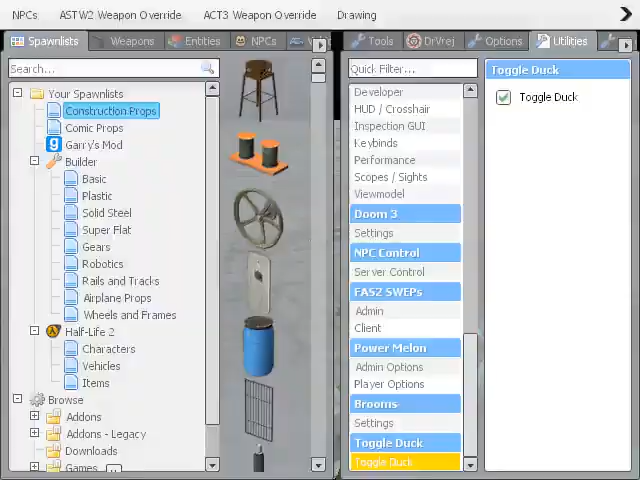 NPCs
ASTW2 Weapon Override
ACT3 Weapon Override
Drawing
Spawnlists
Weapons
Entities
NPCs
Search...
Your Spawnlists
Construction Props
Comic Props
Garry's Mod
Builder
Basic
Plastic
Solid Steel
Super Flat
Gears
Robotics
Rails and Tracks
Airplane Props
Wheels and Frames
Half-Life 2
Characters
Vehicles
Items
Browse
Addons
Addons - Legacy
Downloads
Games
Tools
DrVrej
Options
Utilities
Quick Filter...
Developer
HUD / Crosshair
Inspection GUI
Keybinds
Performance
Scopes / Sights
Viewmodel
Doom 3
Settings
NPC Control
Server Control
FAS2 SWEPs
Admin
Client
Power Melon
Admin Options
Player Options
Brooms
Settings
Toggle Duck
Toggle Duck
Toggle Duck
Toggle Duck